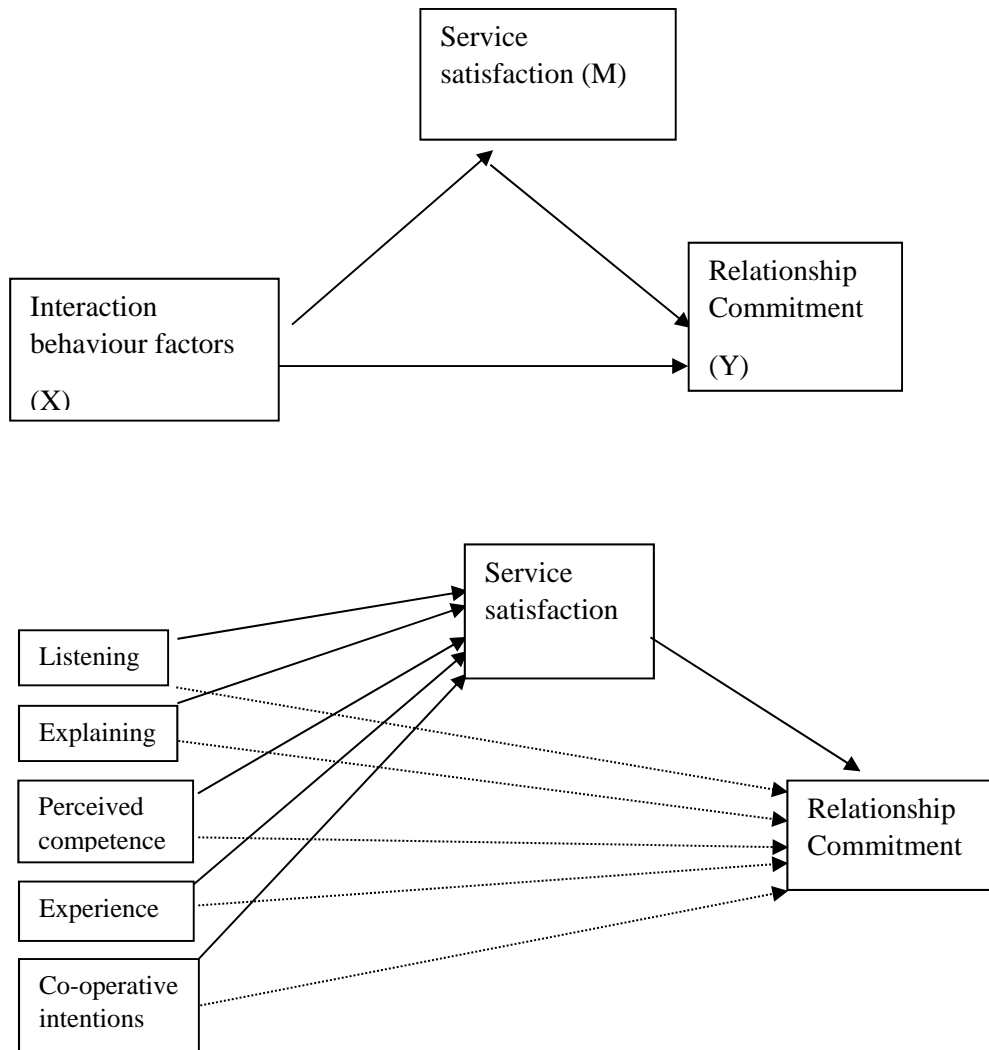 Service
satisfaction (M)
Relationship
Commitment
(Y)
Interaction
behaviour factors
(X)
Service
satisfaction
Listening
Explaining
Perceived
competence
Relationship
Commitment
Experience
Co-operative
intentions